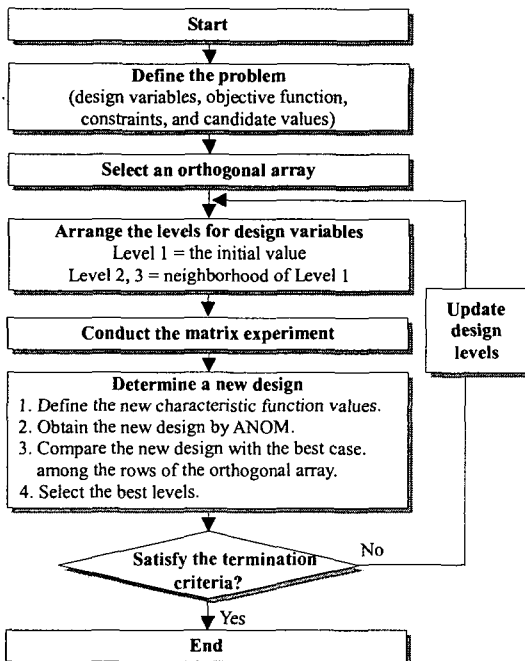 Start
Define the problem
(design variables, objective function,
constraints, and candidate values)
Select an orthogonal array
Arrange the levels for design variables
Level 1 = the initial value
Level 2, 3 = neighborhood of Level 1
Update
design
levels
Conduct the matrix experiment
Determine a new design
1. Define the new characteristic function values.
2. Obtain the new design by ANOM.
3. Compare the new design with the best case.
among the rows of the orthogonal array.
4. Select the best levels.
Satisfy the termination
criteria?
No
Yes
End